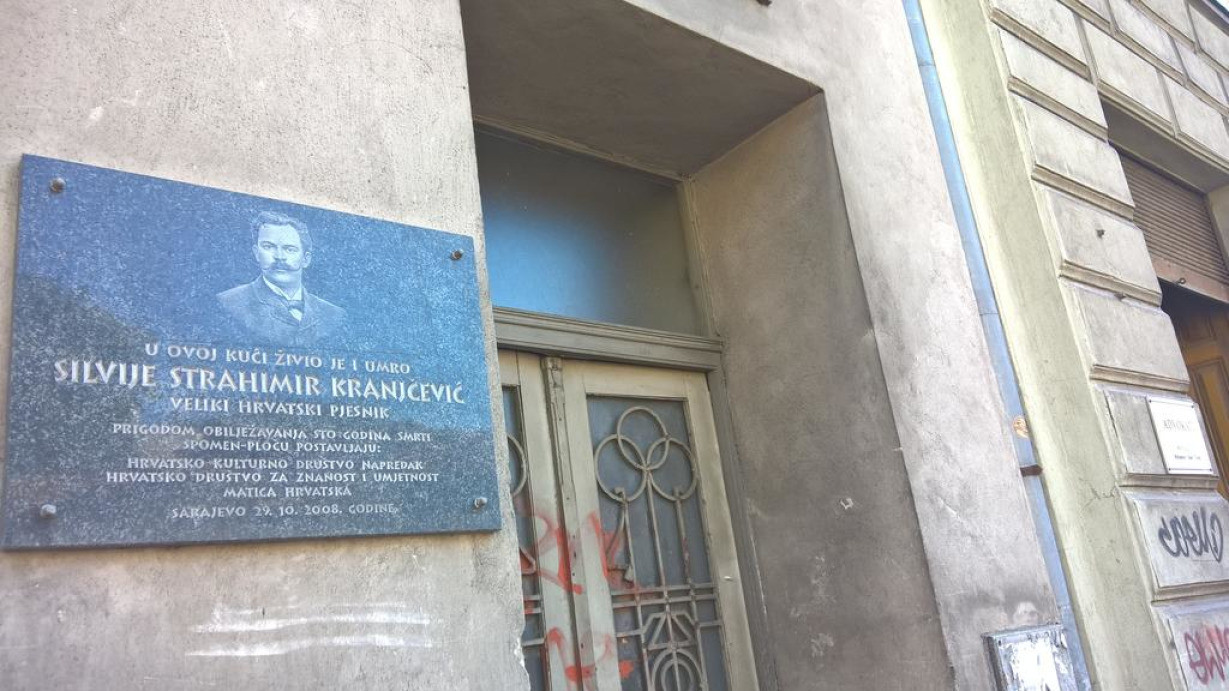 U OVOJ KUĆI ŽIVIO JE I UMRO
SILVIJE STRAHIMIR KRANJČEVIĆ
VELIKI HRVATSKI PJESNIK
PRIGODOM OBILJEŽAVANJA STO GODINA SMRTI
SPOMEN-PLOČU POSTAVLJAJU:
HRVATSKO KULTURNO DRUŠTVO NAPREDAK
HRVATSKO DRUŠTVO ZA ZNANOST I UMJETNOST
MATICA HRVATSKA
SARAJEVO 29. 10. 2008. GODINE